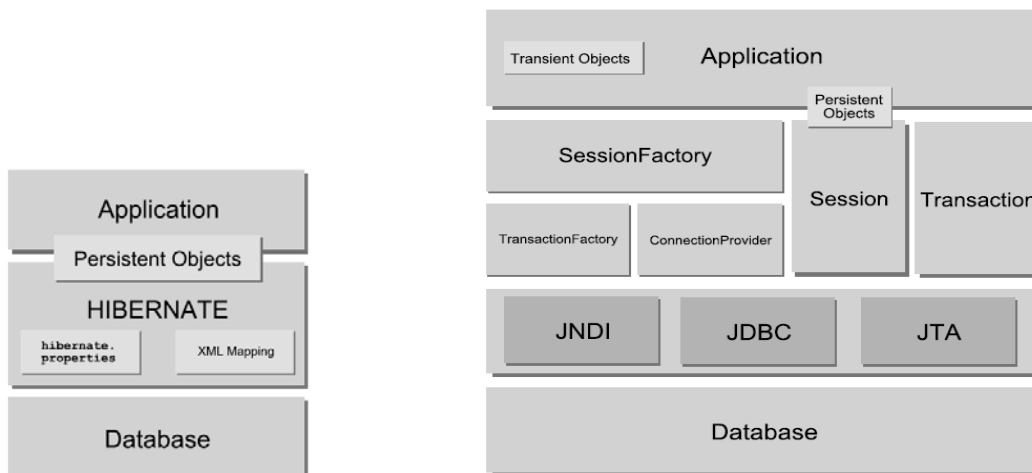 Application
Persistent Objects
HIBERNATE
hibernate.
properties
XML Mapping
Database
Transient Objects
Application
Persistent
Objects
SessionFactory
Session
Transaction
TransactionFactory
ConnectionProvider
JNDI
JDBC
JTA
Database